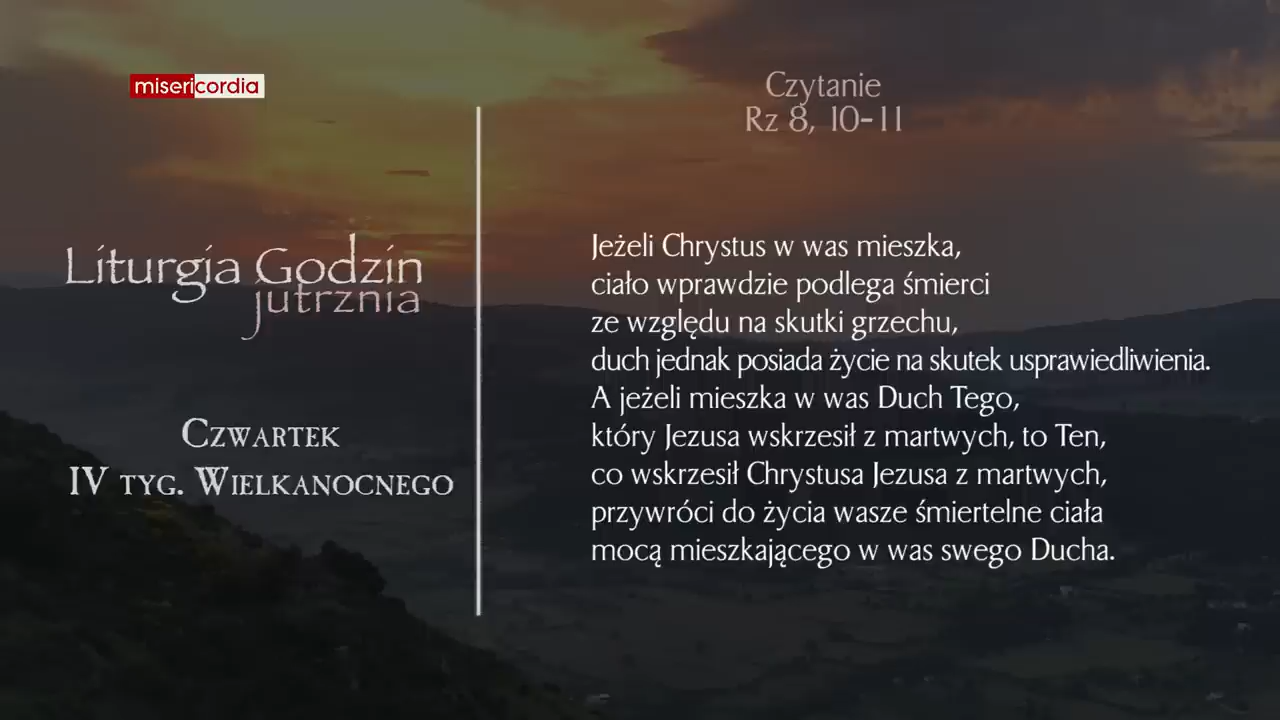 misericordia
Liturgia Godzin
jutrznia
Czwartek
IV tyg. Wielkanocnego
Czytanie
Rz 8, 10-11
Jeżeli Chrystus w was mieszka,
ciało wprawdzie podlega śmierci
ze względu na skutki grzechu,
duch jednak posiada życie na skutek usprawiedliwienia.
A jeżeli mieszka w was Duch Tego,
który Jezusa wskrzesił z martwych, to Ten,
co wskrzesił Chrystusa Jezusa z martwych,
przywróci do życia wasze śmiertelne ciała
mocą mieszkającego w was swego Ducha.